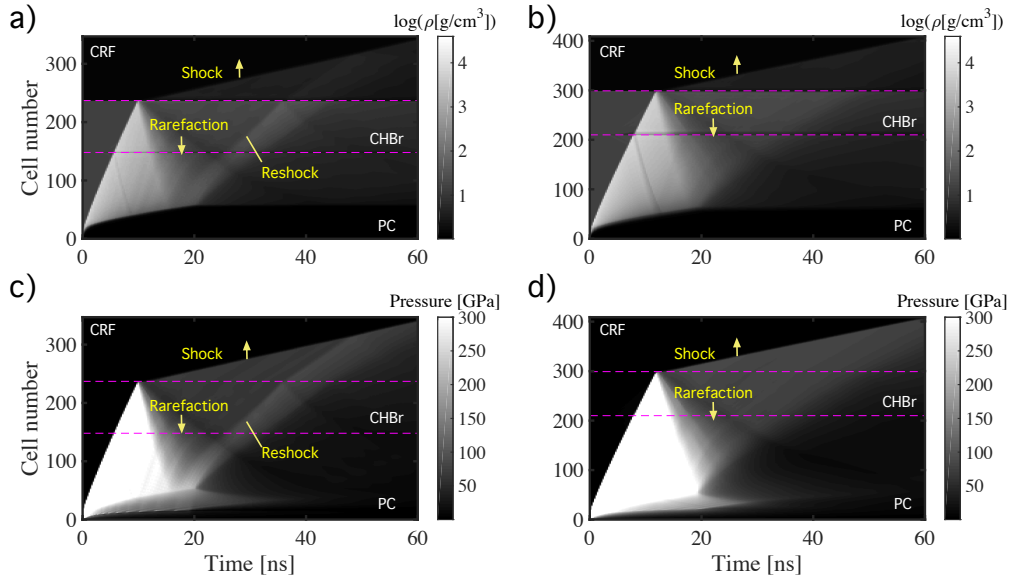 a)
log(ρ[g/cm³]
CRF
Shock
Rarefaction
CHBr
Reshock
PC
300
200
100
0
0
20
40
60
4
3
2
1
Cell number
b)
log(ρ[g/cm³]
CRF
Shock
Rarefaction
CHBr
PC
400
300
200
100
0
0
20
40
60
4
3
2
1
c)
Pressure [GPa]
CRF
Shock
Rarefaction
CHBr
Reshock
PC
300
200
100
0
0
20
40
60
300
250
200
150
100
50
Cell number
Time [ns]
d)
Pressure [GPa]
CRF
Shock
Rarefaction
CHBr
PC
400
300
200
100
0
0
20
40
60
300
250
200
150
100
50
Time [ns]